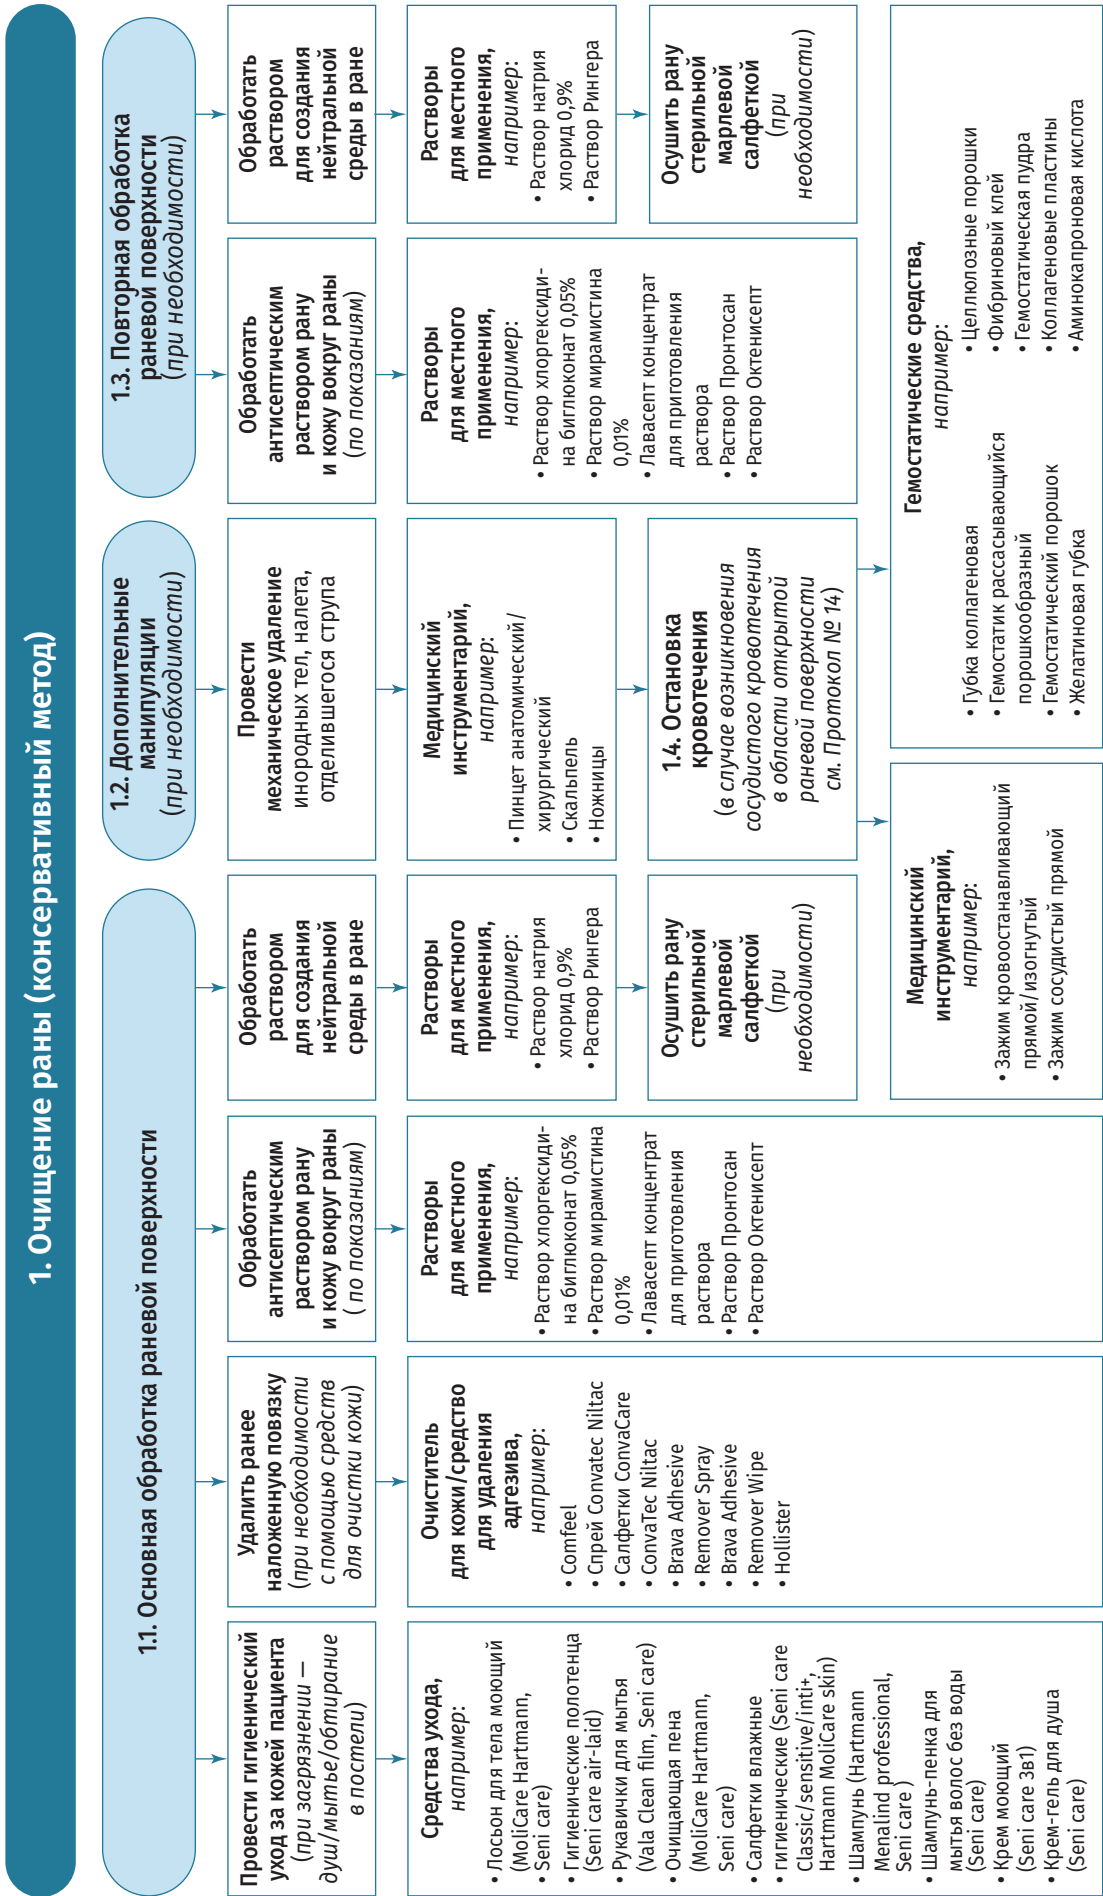 1. Очищение раны (консервативный метод)
1.1. Основная обработка раневой поверхности
Провести гигиенический
уход за кожей пациента
(при загрязнении —
душ/мытье/обтирание
в постели)
Средства ухода,
например:
• Лосьон для тела моющий
(MoliCare Hartmann,
• Seni care)
• Гигиенические полотенца
(Seni care air-laid)
• Рукавички для мытья
(Vala Clean film, Seni care)
• Очищающая пена
(MoliCare Hartmann,
Seni care)
• Салфетки влажные
• гигиенические (Seni care
Classic/sensitive/inti+,
Hartmann MoliCare skin)
• Шампунь (Hartmann
Menalind professional,
Seni care )
• Шампунь-пенка для
мытья волос без воды
(Seni care)
• Крем моющий
(Seni care 3в1)
• Крем-гель для душа
(Seni care)
Удалить ранее
наложенную повязку
(при необходимости
с помощью средств
для очистки кожи)
Очиститель
для кожи/средство
для удаления
адгезива,
например:
• Comfeel
• Спрей Convatec Niltac
• Салфетки ConvaCare
• ConvaTec Niltac
• Brava Adhesive
• Remover Spray
• Brava Adhesive
• Remover Wipe
• Hollister
Обработать
антисептическим
раствором рану
и кожу вокруг раны
( по показаниям)
Растворы
для местного
применения,
например:
• Раствор хлоргексиди-
на биглюконат 0,05%
• Раствор мирамистина
0,01%
• Лавасепт концентрат
для приготовления
раствора
• Раствор Пронтосан
• Раствор Октенисепт
Обработать
раствором
для создания
нейтральной
среды в ране
Растворы
для местного
применения,
например:
• Раствор натрия
хлорид 0,9%
• Раствор Рингера
Осушить рану
стерильной
марлевой
салфеткой
(при
необходимости)
1.2. Дополнительные
манипуляции
(при необходимости)
Провести
механическое удаление
инородных тел, налета,
отделившегося струпа
Медицинский
инструментарий,
например:
• Пинцет анатомический/
хирургический
• Скальпель
• Ножницы
1.4. Остановка
кровотечения
(в случае возникновения
сосудистого кровотечения
в области открытой
раневой поверхности
см. Протокол № 14)
Медицинский
инструментарий,
например:
• Зажим кровоостанавливающий
прямой/изогнутый
• Зажим сосудистый прямой
Гемостатические средства,
например:
• Губка коллагеновая
• Гемостатик рассасывающийся
порошкообразный
• Гемостатический порошок
• Желатиновая губка
• Целлюлозные порошки
• Фибриновый клей
• Гемостатическая пудра
• Коллагеновые пластины
• Аминокапроновая кислота
1.3. Повторная обработка
раневой поверхности
(при необходимости)
Обработать
антисептическим
раствором рану
и кожу вокруг раны
(по показаниям)
Растворы
для местного
применения,
например:
• Раствор хлоргексиди-
на биглюконат 0,05%
• Раствор мирамистина
0,01%
• Лавасепт концентрат
для приготовления
раствора
• Раствор Пронтосан
• Раствор Октенисепт
Обработать
раствором
для создания
нейтральной
среды в ране
Растворы
для местного
применения,
например:
• Раствор натрия
хлорид 0,9%
• Раствор Рингера
Осушить рану
стерильной
марлевой
салфеткой
(при
необходимости)